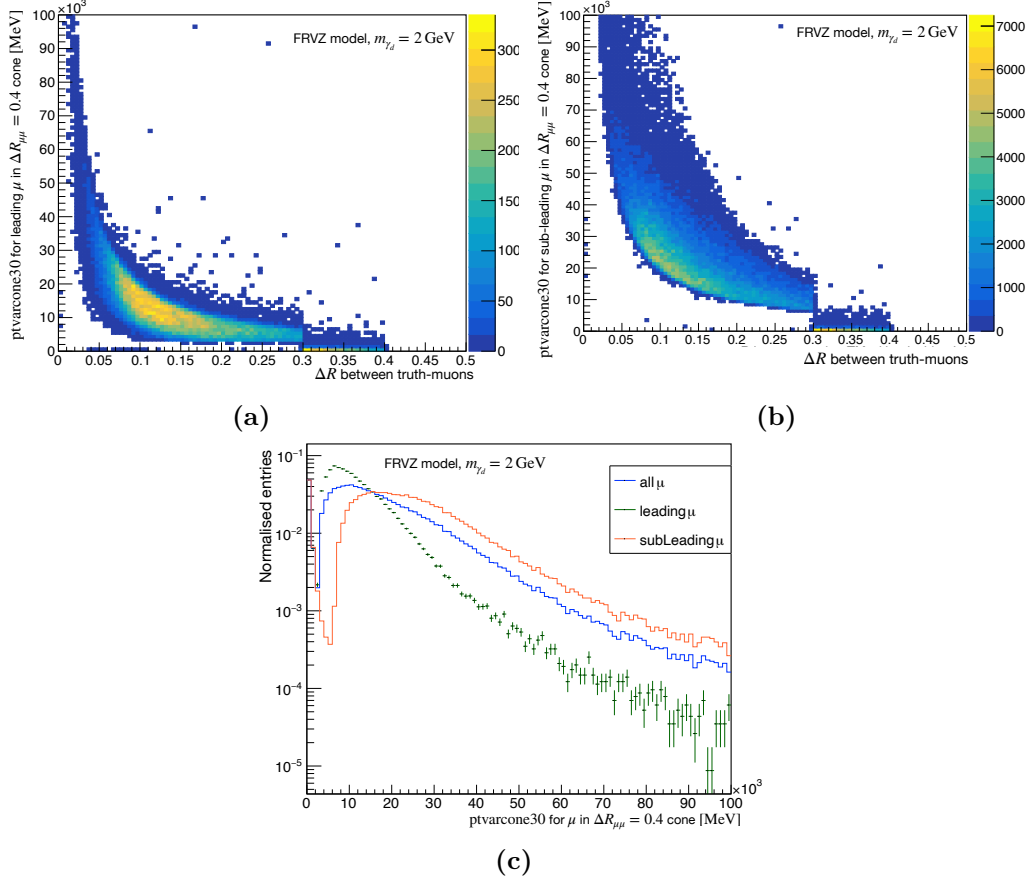 ×10³
100
90
80
70
60
50
40
30
20
10
0
ptvarcone30 for leading μ in ΔR_μμ = 0.4 cone [MeV]
FRVZ model, m_γd = 2 GeV
300
250
200
150
100
50
0
0 0.05 0.1 0.15 0.2 0.25 0.3 0.35 0.4 0.45 0.5
ΔR between truth-muons
(a)
×10³
100
90
80
70
60
50
40
30
20
10
0
ptvarcone30 for sub-leading μ in ΔR_μμ = 0.4 cone [MeV]
FRVZ model, m_γd = 2 GeV
7000
6000
5000
4000
3000
2000
1000
0
0 0.05 0.1 0.15 0.2 0.25 0.3 0.35 0.4 0.45 0.5
ΔR between truth-muons
(b)
Normalised entries
10⁻¹
10⁻²
10⁻³
10⁻⁴
10⁻⁵
FRVZ model, m_γd = 2 GeV
all μ
leading μ
subLeading μ
0 10 20 30 40 50 60 70 80 90 100
×10³
ptvarcone30 for μ in ΔR_μμ = 0.4 cone [MeV]
(c)